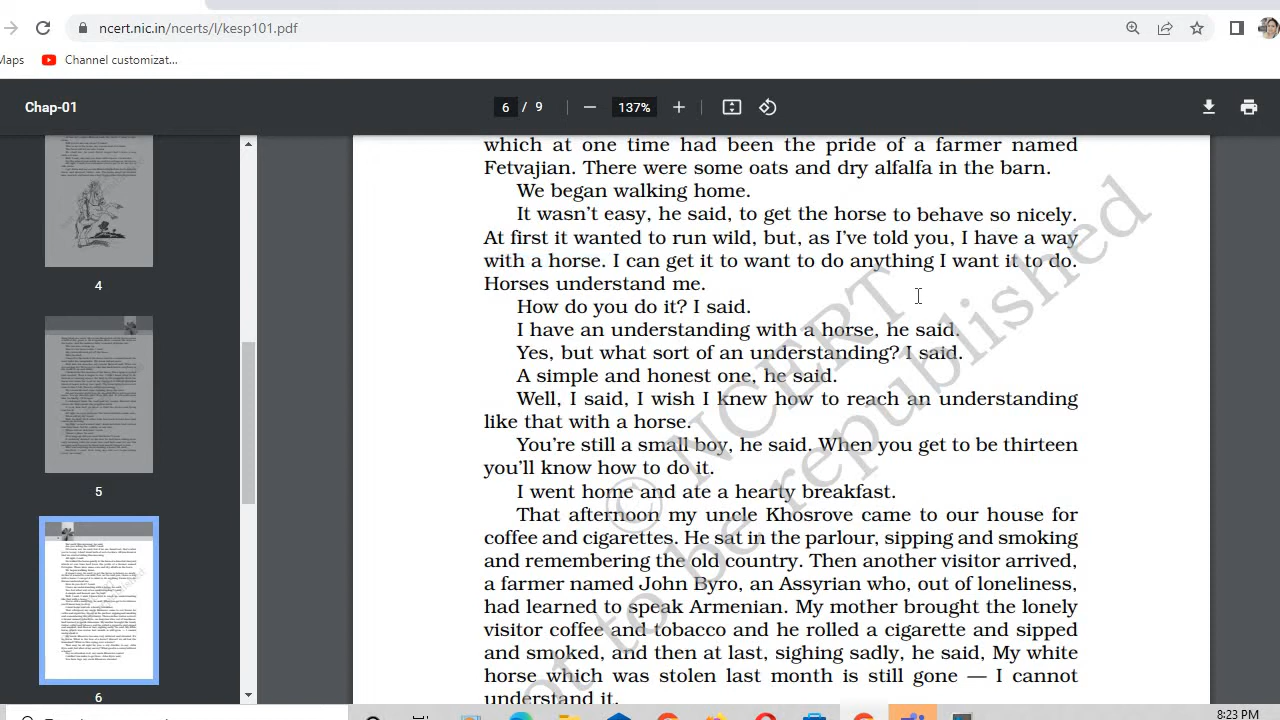 ncert.nic.in/ncerts/l/kesp101.pdf
Maps Channel customizat...
Chap-01 6 / 9 137%
which at one time had been the pride of a farmer named
Fetvajian. There were some oats and dry alfalfa in the barn.
We began walking home.
It wasn't easy, he said, to get the horse to behave so nicely.
At first it wanted to run wild, but, as I've told you, I have a way
with a horse. I can get it to want to do anything I want it to do.
Horses understand me.
How do you do it? I said.
I have an understanding with a horse, he said.
Yes, but what sort of an understanding? I said.
A simple and honest one, he said.
Well, I said, I wish I knew how to reach an understanding
like that with a horse.
You're still a small boy, he said. When you get to be thirteen
you'll know how to do it.
I went home and ate a hearty breakfast.
That afternoon my uncle Khosrove came to our house for
coffee and cigarettes. He sat in the parlour, sipping and smoking
and remembering the old country. Then another visitor arrived,
a farmer named John Byro, an Assyrian who, out of loneliness,
had learned to speak Armenian. My mother brought the lonely
visitor coffee and tobacco and he rolled a cigarette and sipped
and smoked, and then at last, sighing sadly, he said, My white
horse which was stolen last month is still gone — I cannot
understand it.
© NCERT
not to be republished
4
5
6
8:23 PM